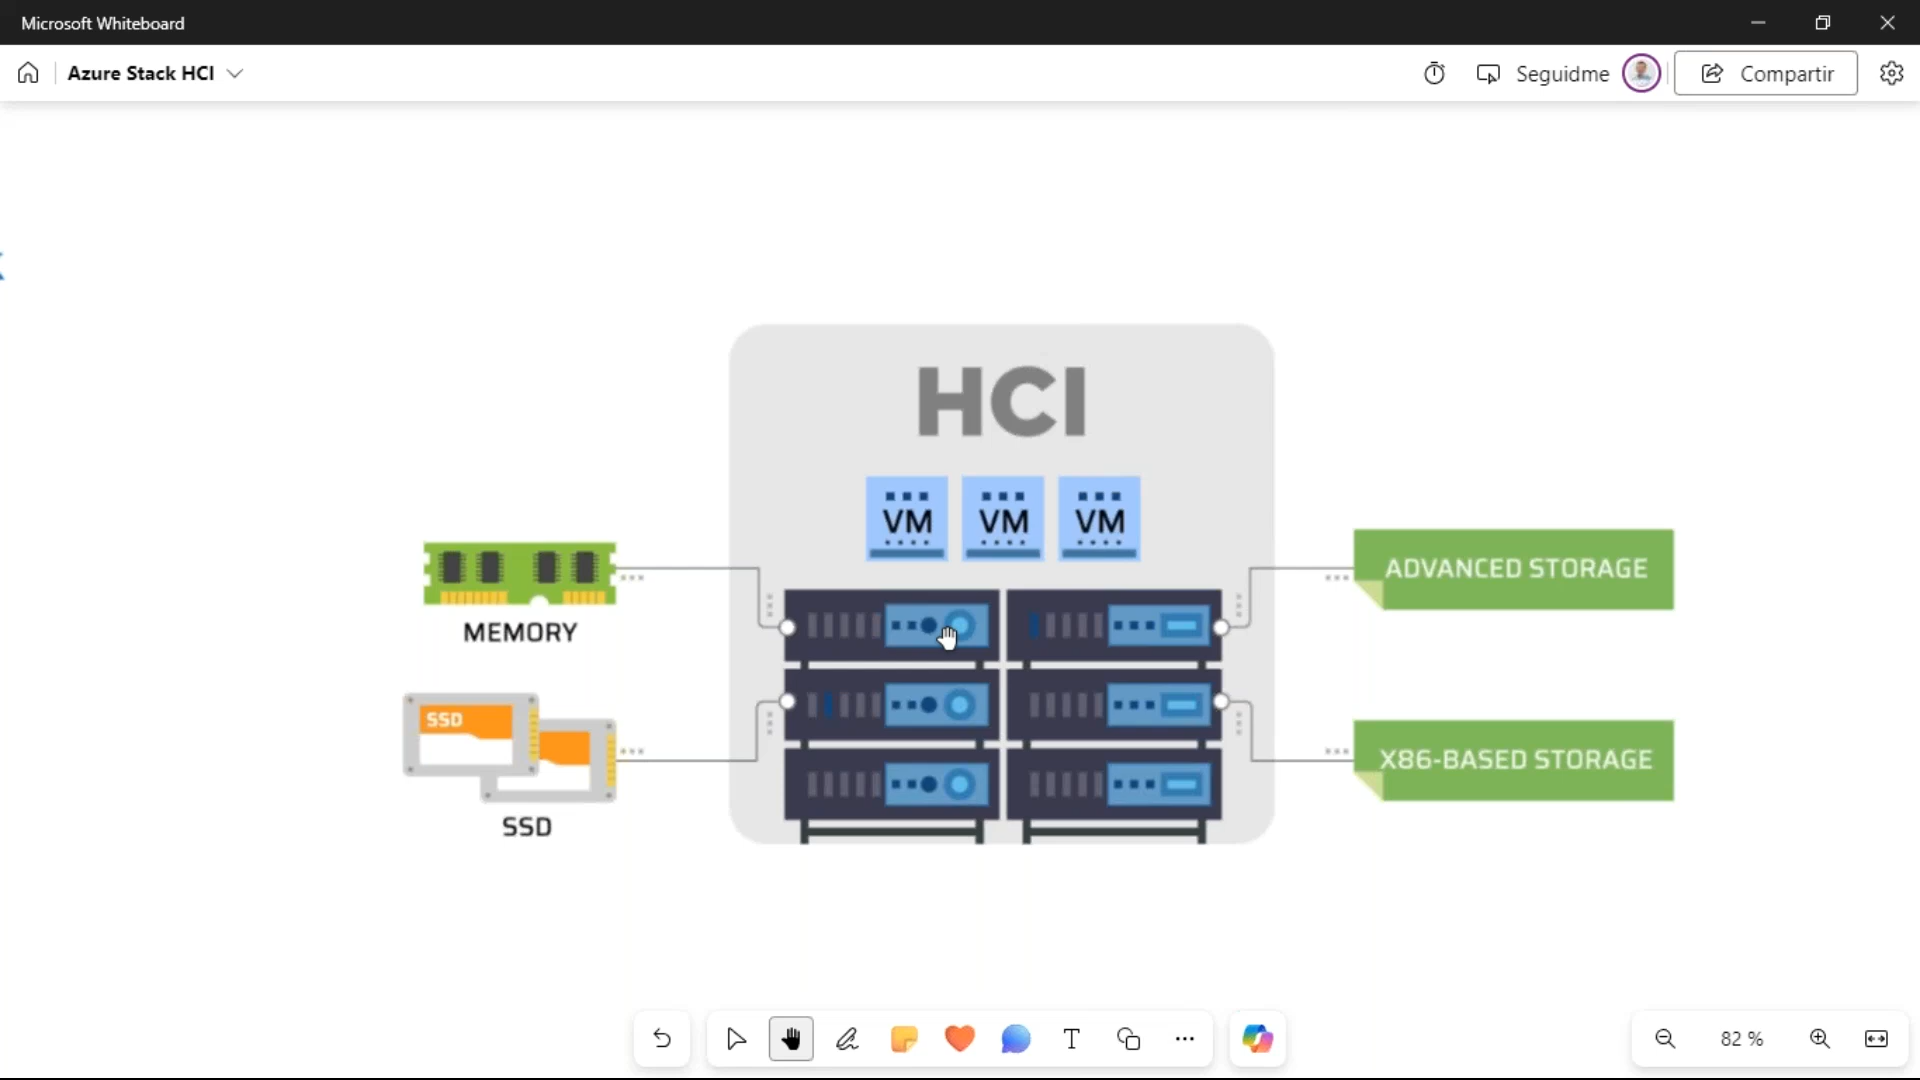 Microsoft Whiteboard
Azure Stack HCI
Seguidme
Compartir
HCI
VM VM VM
MEMORY
ADVANCED STORAGE
SSD
X86-BASED STORAGE
SSD
82 %